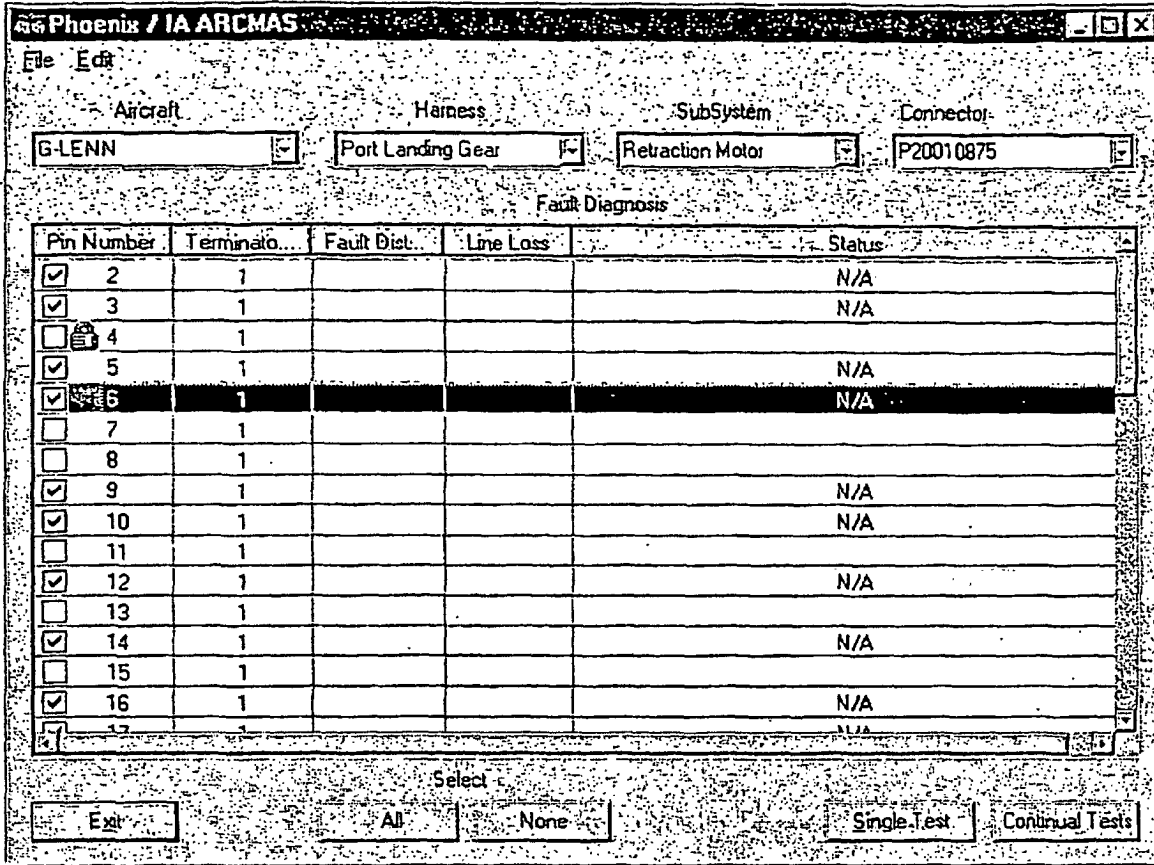 Phoenix / IA ARCMAS
File Edit
Aircraft Harness SubSystem Connector
G-LENN Port Landing Gear Retraction Motor P20010875
Fault Diagnosis
Pin Number Terminato... Fault Dist... Line Loss Status
2 1 N/A
3 1 N/A
4 1
5 1 N/A
6 1 N/A
7 1
8 1
9 1 N/A
10 1 N/A
11 1
12 1 N/A
13 1
14 1 N/A
15 1
16 1 N/A
17 1 N/A
Select
Exit All None Single Test Continual Tests